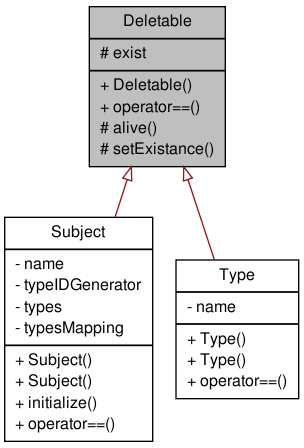 Deletable
# exist
+ Deletable()
+ operator==()
# alive()
# setExistance()
Subject
- name
- typeIDGenerator
- types
- typesMapping
+ Subject()
+ Subject()
+ initialize()
+ operator==()
Type
- name
+ Type()
+ Type()
+ operator==()